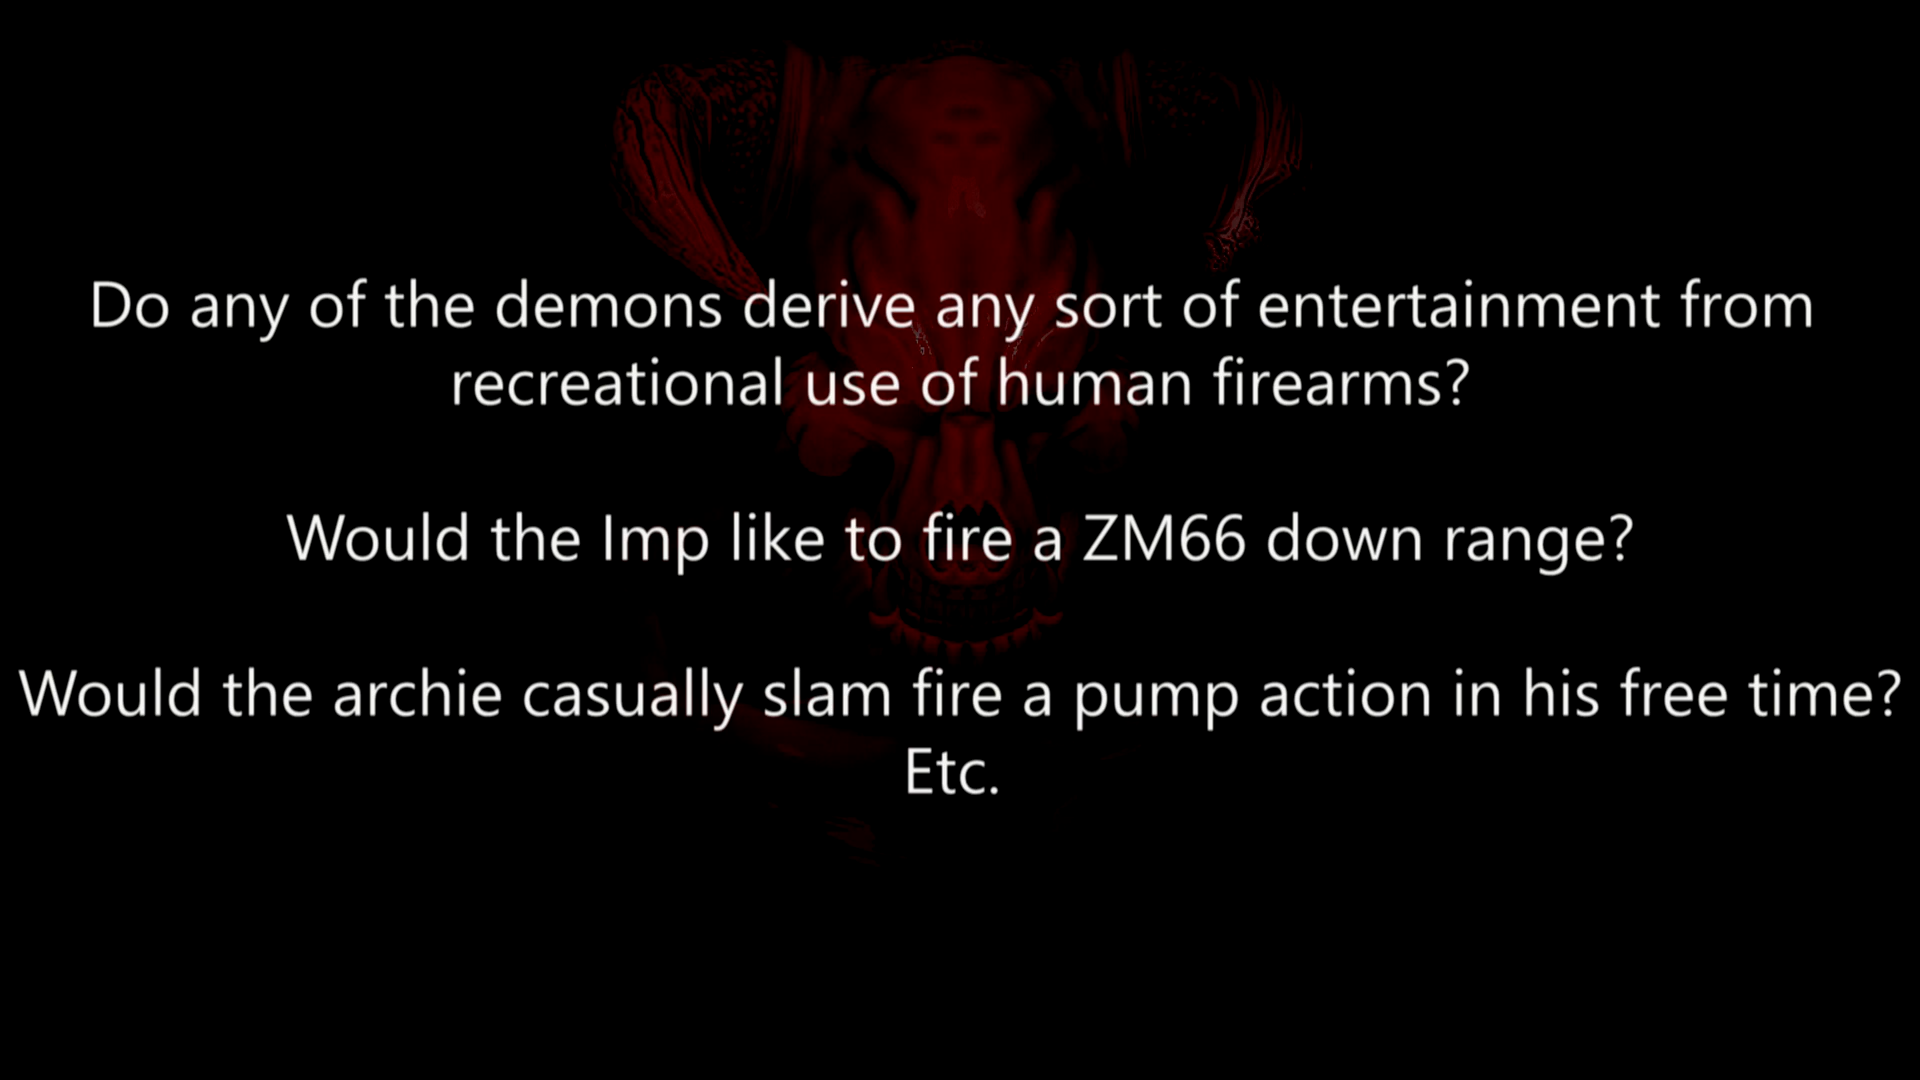 Do any of the demons derive any sort of entertainment from
recreational use of human firearms?
Would the Imp like to fire a ZM66 down range?
Would the archie casually slam fire a pump action in his free time?
Etc.